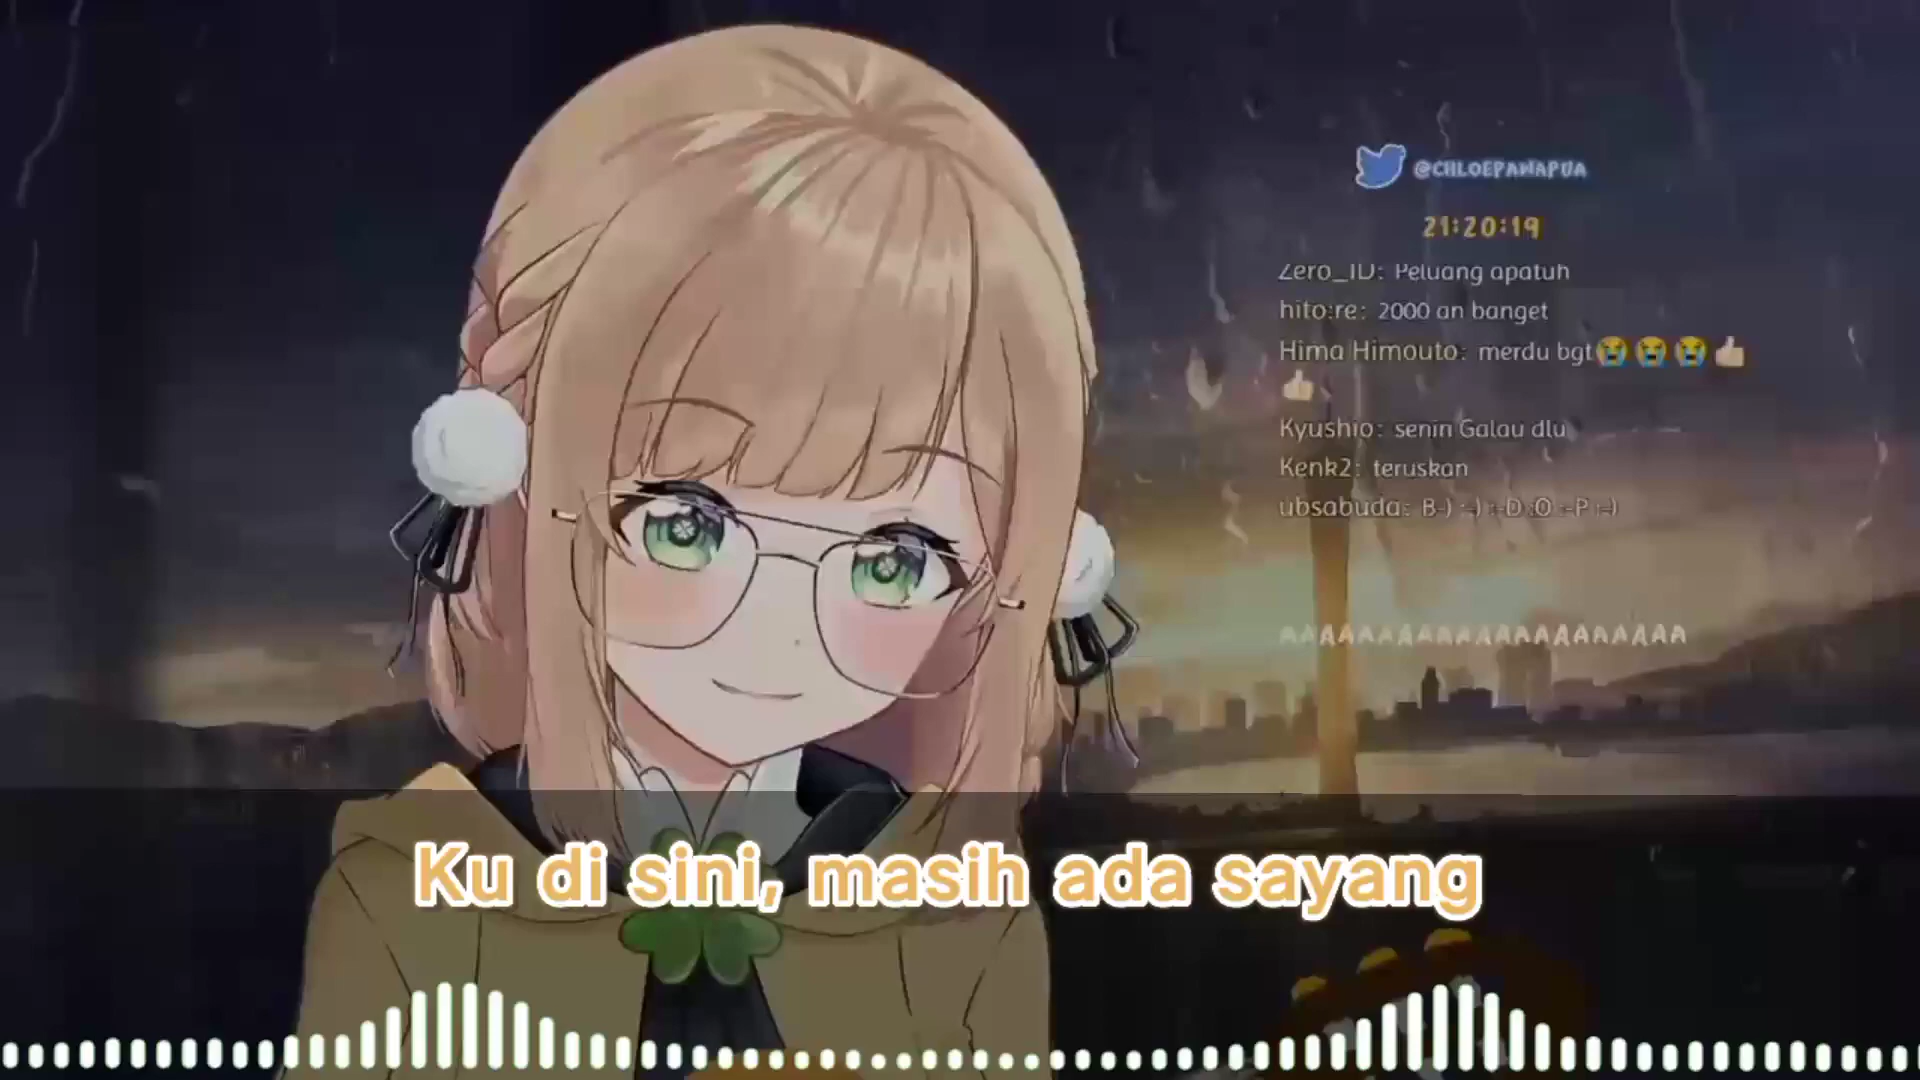 @CHLOEPAWAPUA
21:20:19
Zero_ID: Peluang apatuh
hito:re: 2000 an banget
Hima Himouto: merdu bgt😭😭😭👍🏻
👍🏻
Kyushio: senin Galau dlu
Kenk2: teruskan
ubsabuda: B-) :-) :-D :O :-P :-)
Ku di sini, masih ada sayang